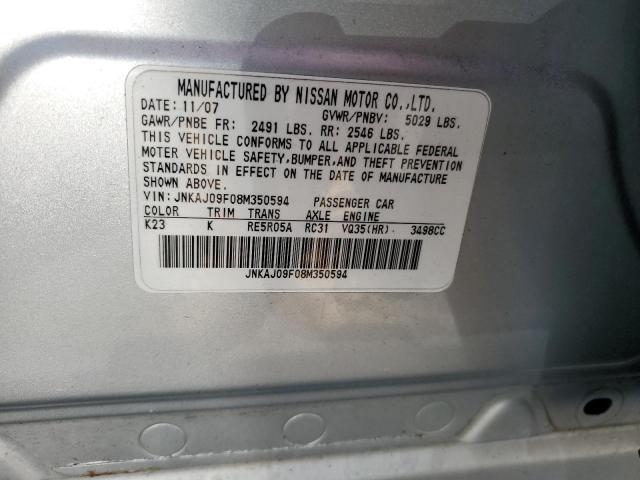 MANUFACTURED BY NISSAN MOTOR CO.,LTD.
DATE: 11/07 GVWR/PNBV: 5029 LBS.
GAWR/PNBE FR: 2491 LBS. RR: 2546 LBS.
THIS VEHICLE CONFORMS TO ALL APPLICABLE FEDERAL
MOTOR VEHICLE SAFETY,BUMPER,AND THEFT PREVENTION
STANDARDS IN EFFECT ON THE DATE OF MANUFACTURE
SHOWN ABOVE.
VIN: JNKAJ09F08M350594 PASSENGER CAR
COLOR TRIM TRANS AXLE ENGINE
K23 K RE5R05A RC31 VQ35(HR) 3498CC
JNKAJ09F08M350594